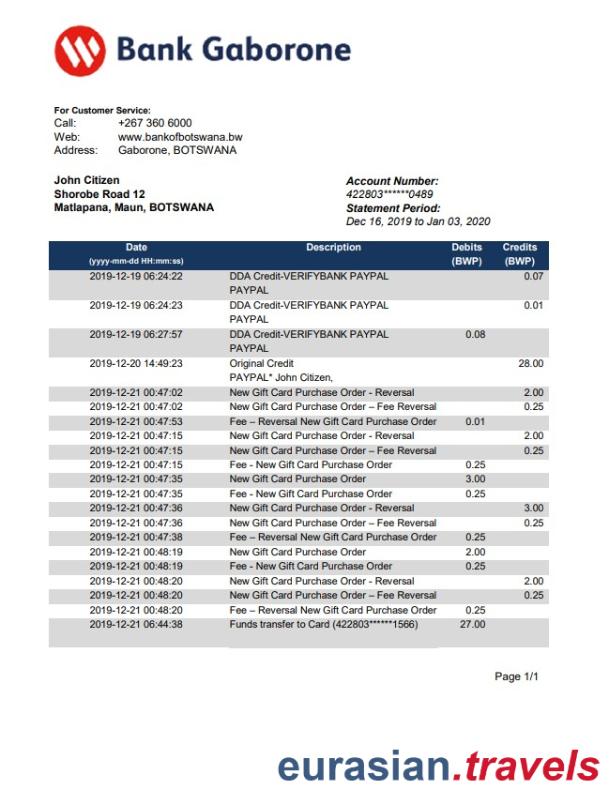 Bank Gaborone
For Customer Service:
Call: +267 360 6000
Web: www.bankofbotswana.bw
Address: Gaborone, BOTSWANA
John Citizen
Shorobe Road 12
Matlapana, Maun, BOTSWANA
Account Number:
422803******0489
Statement Period:
Dec 16, 2019 to Jan 03, 2020
Date Description Debits Credits
(yyyy-mm-dd HH:mm:ss) (BWP) (BWP)
2019-12-19 06:24:22 DDA Credit-VERIFYBANK PAYPAL 0.07
PAYPAL
2019-12-19 06:24:23 DDA Credit-VERIFYBANK PAYPAL 0.01
PAYPAL
2019-12-19 06:27:57 DDA Credit-VERIFYBANK PAYPAL 0.08
PAYPAL
2019-12-20 14:49:23 Original Credit 28.00
PAYPAL* John Citizen,
2019-12-21 00:47:02 New Gift Card Purchase Order - Reversal 2.00
2019-12-21 00:47:02 New Gift Card Purchase Order – Fee Reversal 0.25
2019-12-21 00:47:53 Fee – Reversal New Gift Card Purchase Order 0.01
2019-12-21 00:47:15 New Gift Card Purchase Order - Reversal 2.00
2019-12-21 00:47:15 New Gift Card Purchase Order – Fee Reversal 0.25
2019-12-21 00:47:15 Fee - New Gift Card Purchase Order 0.25
2019-12-21 00:47:35 New Gift Card Purchase Order 3.00
2019-12-21 00:47:35 Fee - New Gift Card Purchase Order 0.25
2019-12-21 00:47:36 New Gift Card Purchase Order - Reversal 3.00
2019-12-21 00:47:36 New Gift Card Purchase Order – Fee Reversal 0.25
2019-12-21 00:47:38 Fee – Reversal New Gift Card Purchase Order 0.25
2019-12-21 00:48:19 New Gift Card Purchase Order 2.00
2019-12-21 00:48:19 Fee - New Gift Card Purchase Order 0.25
2019-12-21 00:48:20 New Gift Card Purchase Order - Reversal 2.00
2019-12-21 00:48:20 New Gift Card Purchase Order – Fee Reversal 0.25
2019-12-21 00:48:20 Fee – Reversal New Gift Card Purchase Order 0.25
2019-12-21 06:44:38 Funds transfer to Card (422803******1566) 27.00
Page 1/1
eurasian.travels